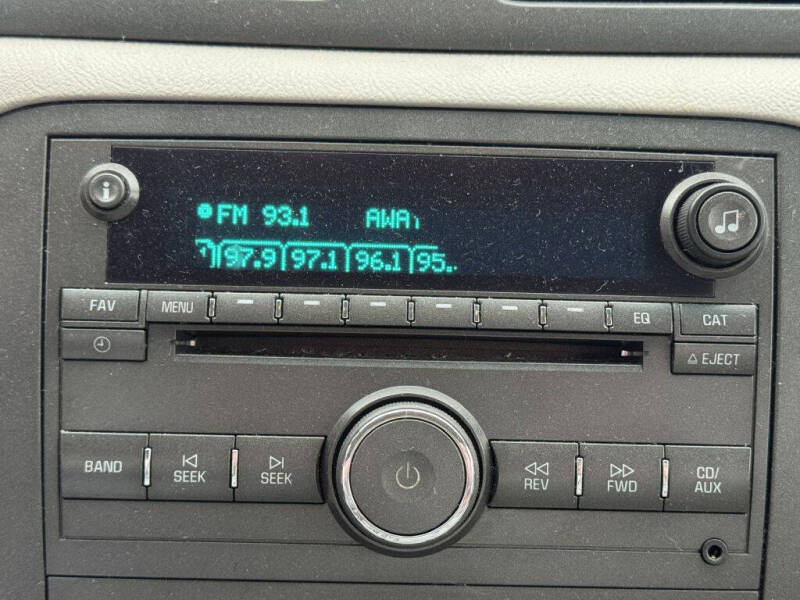 i
FM 93.1 AWA
97.9 97.1 96.1 95.
FAV MENU EQ CAT
EJECT
BAND SEEK SEEK REV FWD CD/
AUX